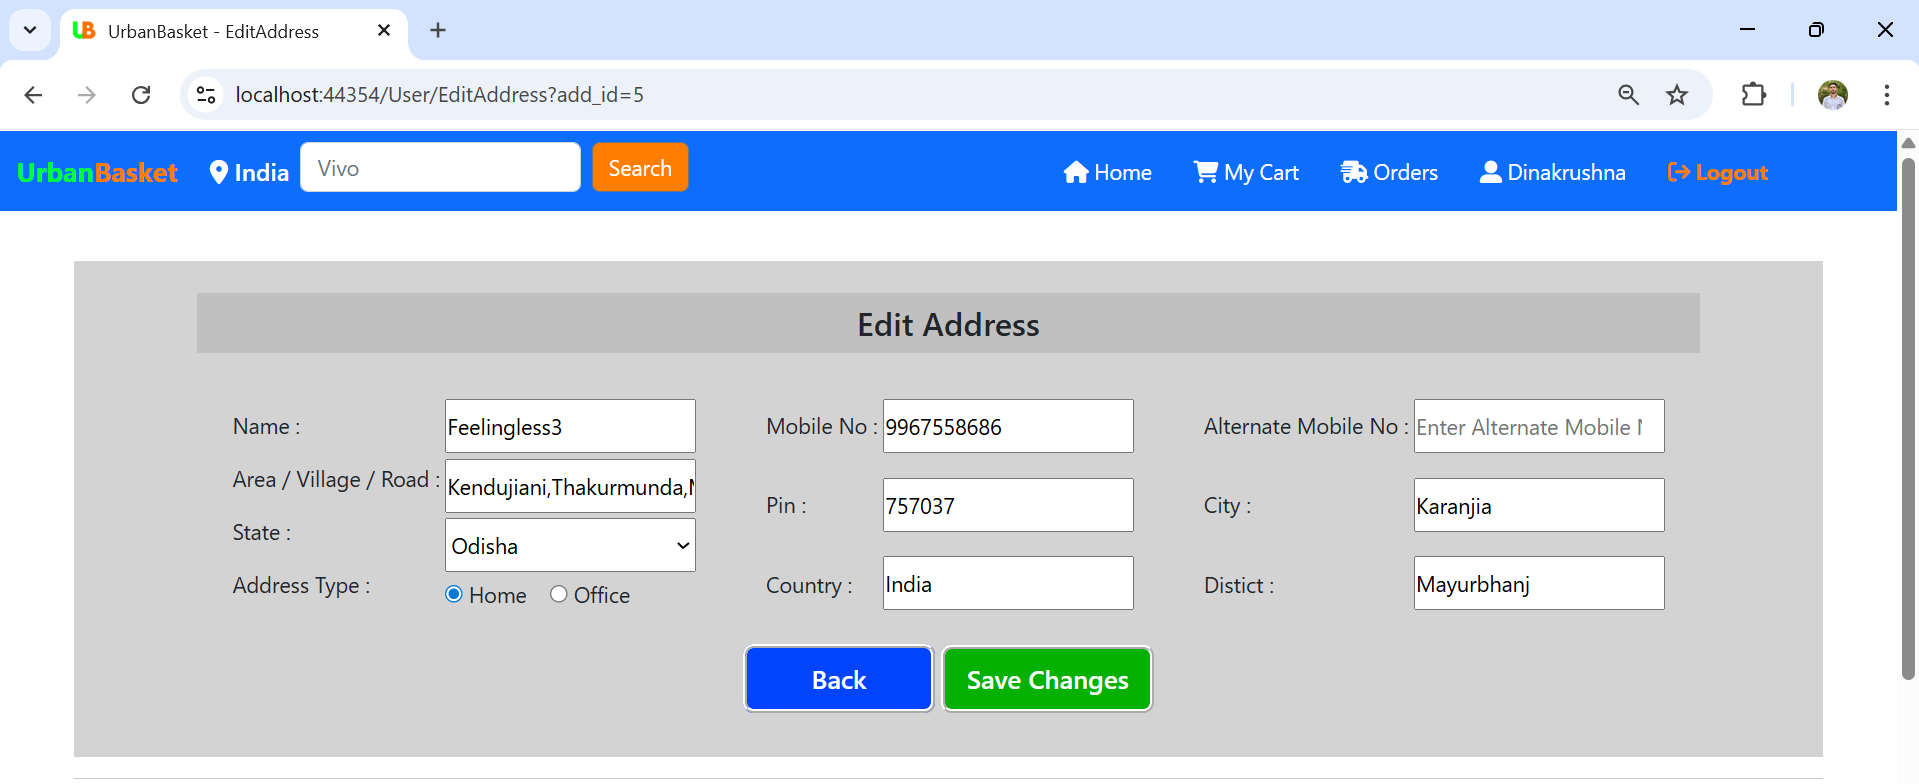 UrbanBasket - EditAddress
localhost:44354/User/EditAddress?add_id=5
UrbanBasket India Vivo Search Home My Cart Orders Dinakrushna Logout
Edit Address
Name : Feelingless3 Mobile No : 9967558686 Alternate Mobile No : Enter Alternate Mobile
Area / Village / Road : Kendujiani,Thakurmunda, Pin : 757037 City : Karanjia
State : Odisha
Address Type : Home Office Country : India Distict : Mayurbhanj
Back Save Changes